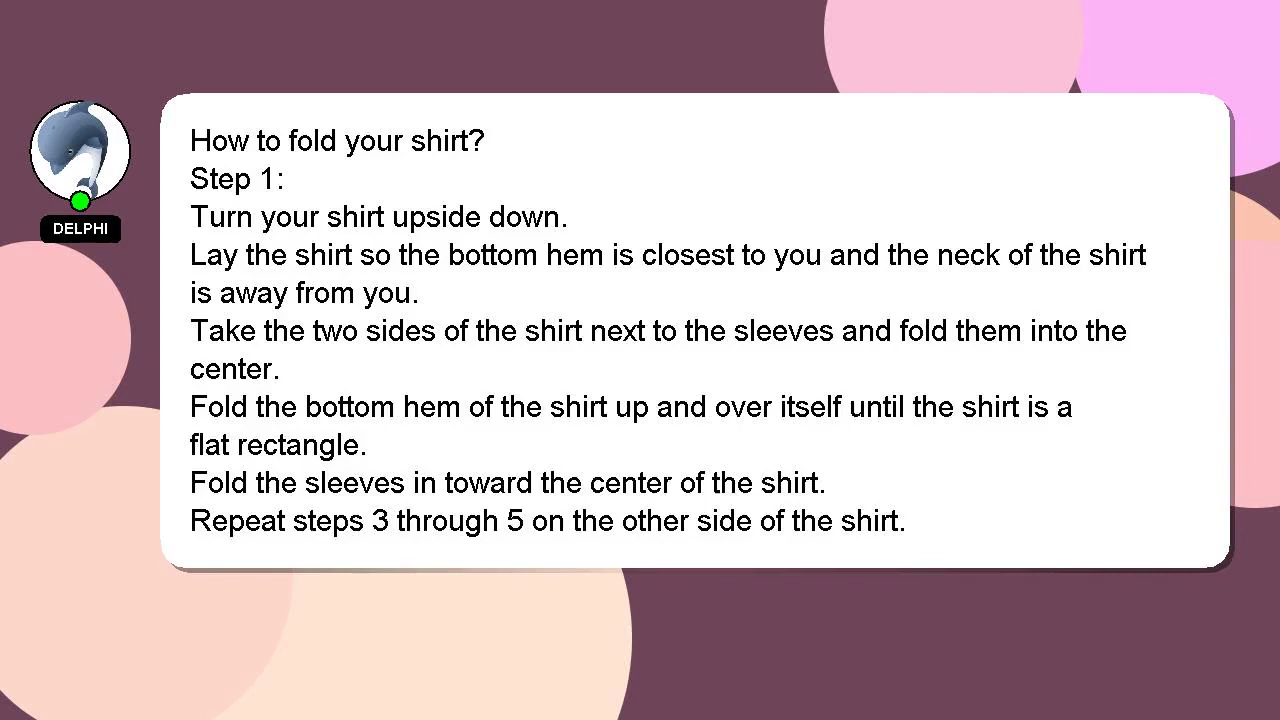 DELPHI
How to fold your shirt?
Step 1:
Turn your shirt upside down.
Lay the shirt so the bottom hem is closest to you and the neck of the shirt
is away from you.
Take the two sides of the shirt next to the sleeves and fold them into the
center.
Fold the bottom hem of the shirt up and over itself until the shirt is a
flat rectangle.
Fold the sleeves in toward the center of the shirt.
Repeat steps 3 through 5 on the other side of the shirt.